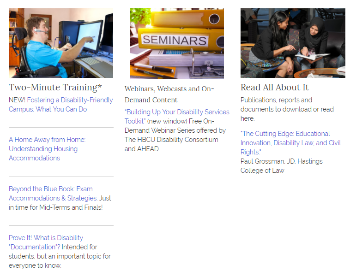 SEMINARS
Two-Minute Training*
NEW! Fostering a Disability-Friendly
Campus: What You Can Do
A Home Away from Home:
Understanding Housing
Accommodations
Beyond the Blue Book: Exam
Accommodations & Strategies. Just
in time for Mid-Terms and Finals!
Prove It! What is Disability
"Documentation"? Intended for
students, but an important topic for
everyone to know.
Webinars, Webcasts and On-
Demand Content
"Building Up Your Disability Services
Toolkit" (new window) Free On-
Demand Webinar Series offered by
The HBCU Disability Consortium
and AHEAD
Read All About It
Publications, reports and
documents to download or read
here.
"The Cutting Edge: Educational
Innovation, Disability Law, and Civil
Rights"
Paul Grossman, JD, Hastings
College of Law